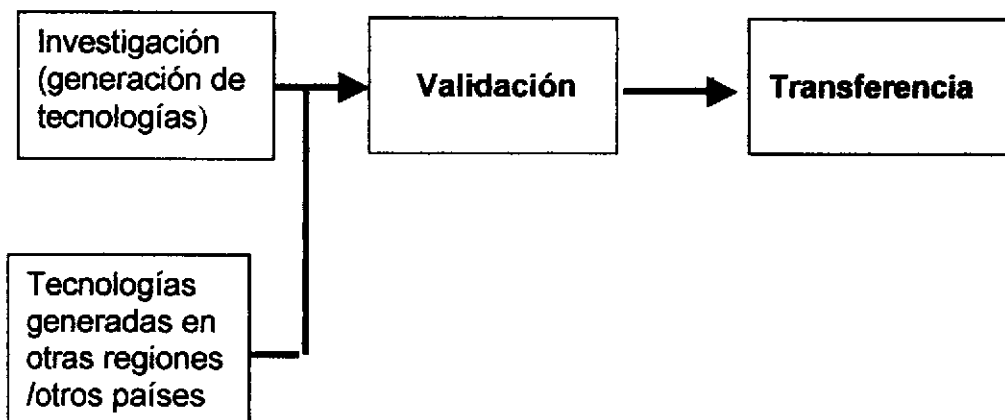 Investigación
(generación de
tecnologías)
Validación
Transferencia
Tecnologías
generadas en
otras regiones
/otros países